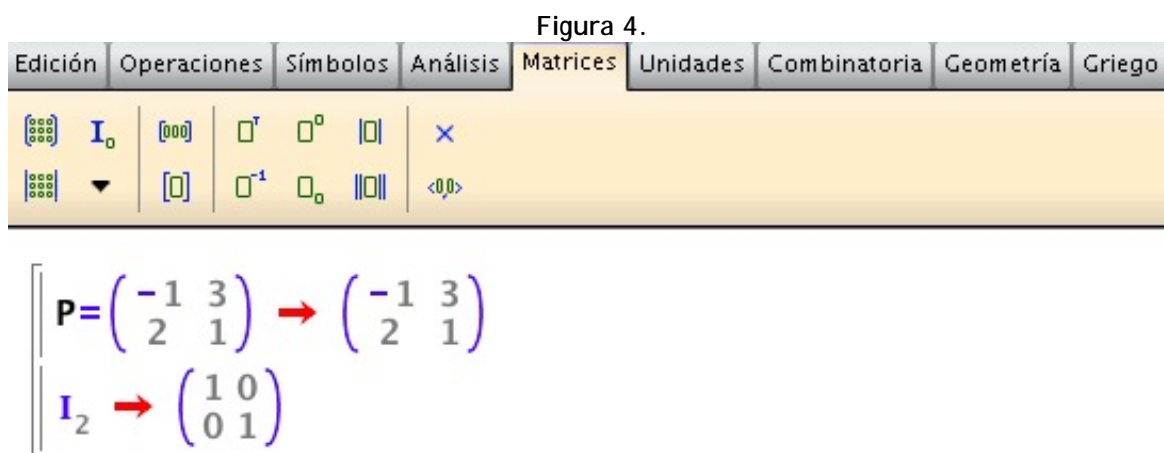 Figura 4.
Edición Operaciones Símbolos Análisis Matrices Unidades Combinatoria Geometría Griego
P=(-1 3
2 1) → (-1 3
2 1)
I₂ → (1 0
0 1)